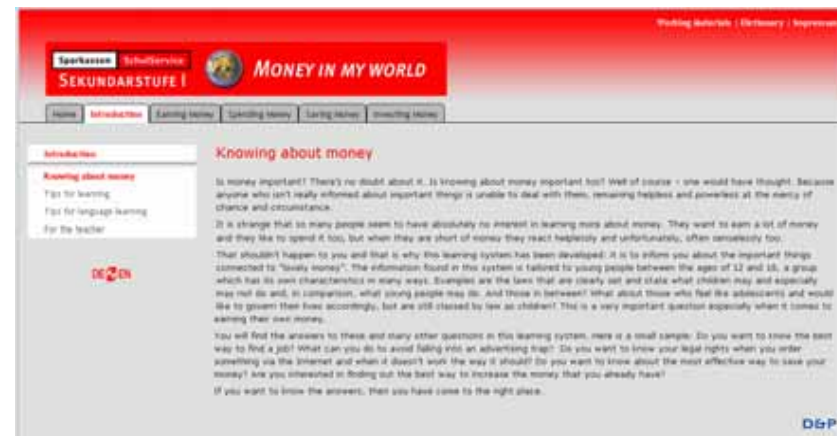 Working Materials | Dictionary | Impressum
Sparkassen SchulService
SEKUNDARSTUFE I
MONEY IN MY WORLD
Home Introduction Earning Money Spending Money Saving Money Investing Money
Introduction
Knowing about money
Tips for learning
Tips for language learning
For the teacher
DE EN
Knowing about money
Is money important? There's no doubt about it. Is knowing about money important too? Well of course – one would have thought. Because
anyone who isn't really informed about important things is unable to deal with them, remaining helpless and powerless at the mercy of
chance and circumstance.
It is strange that so many people seem to have absolutely no interest in learning more about money. They want to earn a lot of money
and they like to spend it too, but when they are short of money they react helplessly and unfortunately, often senselessly too.
That shouldn't happen to you and that is why this learning system has been developed: it is to inform you about the important things
connected to "lovely money". The information found in this system is tailored to young people between the ages of 12 and 16, a group
which has its own characteristics in many ways. Examples are the laws that are clearly set and state what children may and especially
may not do and, in comparison, what young people may do. And those in between? What about those who feel like adolescents and would
like to govern their lives accordingly, but are still classed by law as children? This is a very important question especially when it comes to
earning their own money.
You will find the answers to these and many other questions in this learning system. Here is a small sample: Do you want to know the best
way to find a job? What can you do to avoid falling into an advertising trap? Do you want to know your legal rights when you order
something via the Internet and when it doesn't work the way it should? Do you want to know about the most effective way to save your
money? Are you interested in finding out the best way to increase the money that you already have?
If you want to know the answers, then you have come to the right place.
D&P